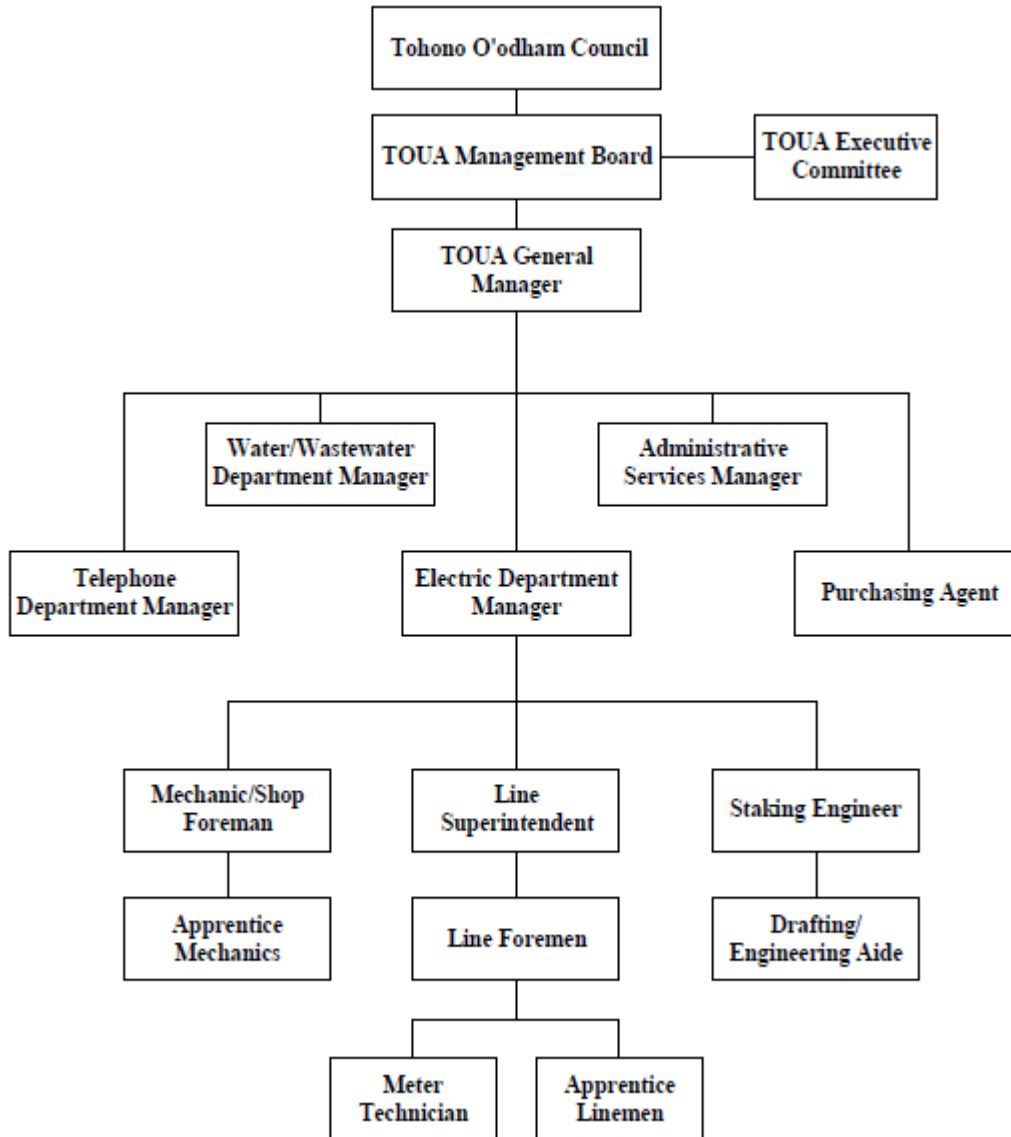 Tohono O'odham Council
TOUA Management Board
TOUA Executive
Committee
TOUA General
Manager
Water/Wastewater
Department Manager
Administrative
Services Manager
Telephone
Department Manager
Electric Department
Manager
Purchasing Agent
Mechanic/Shop
Foreman
Line
Superintendent
Staking Engineer
Apprentice
Mechanics
Line Foremen
Drafting/
Engineering Aide
Meter
Technician
Apprentice
Linemen